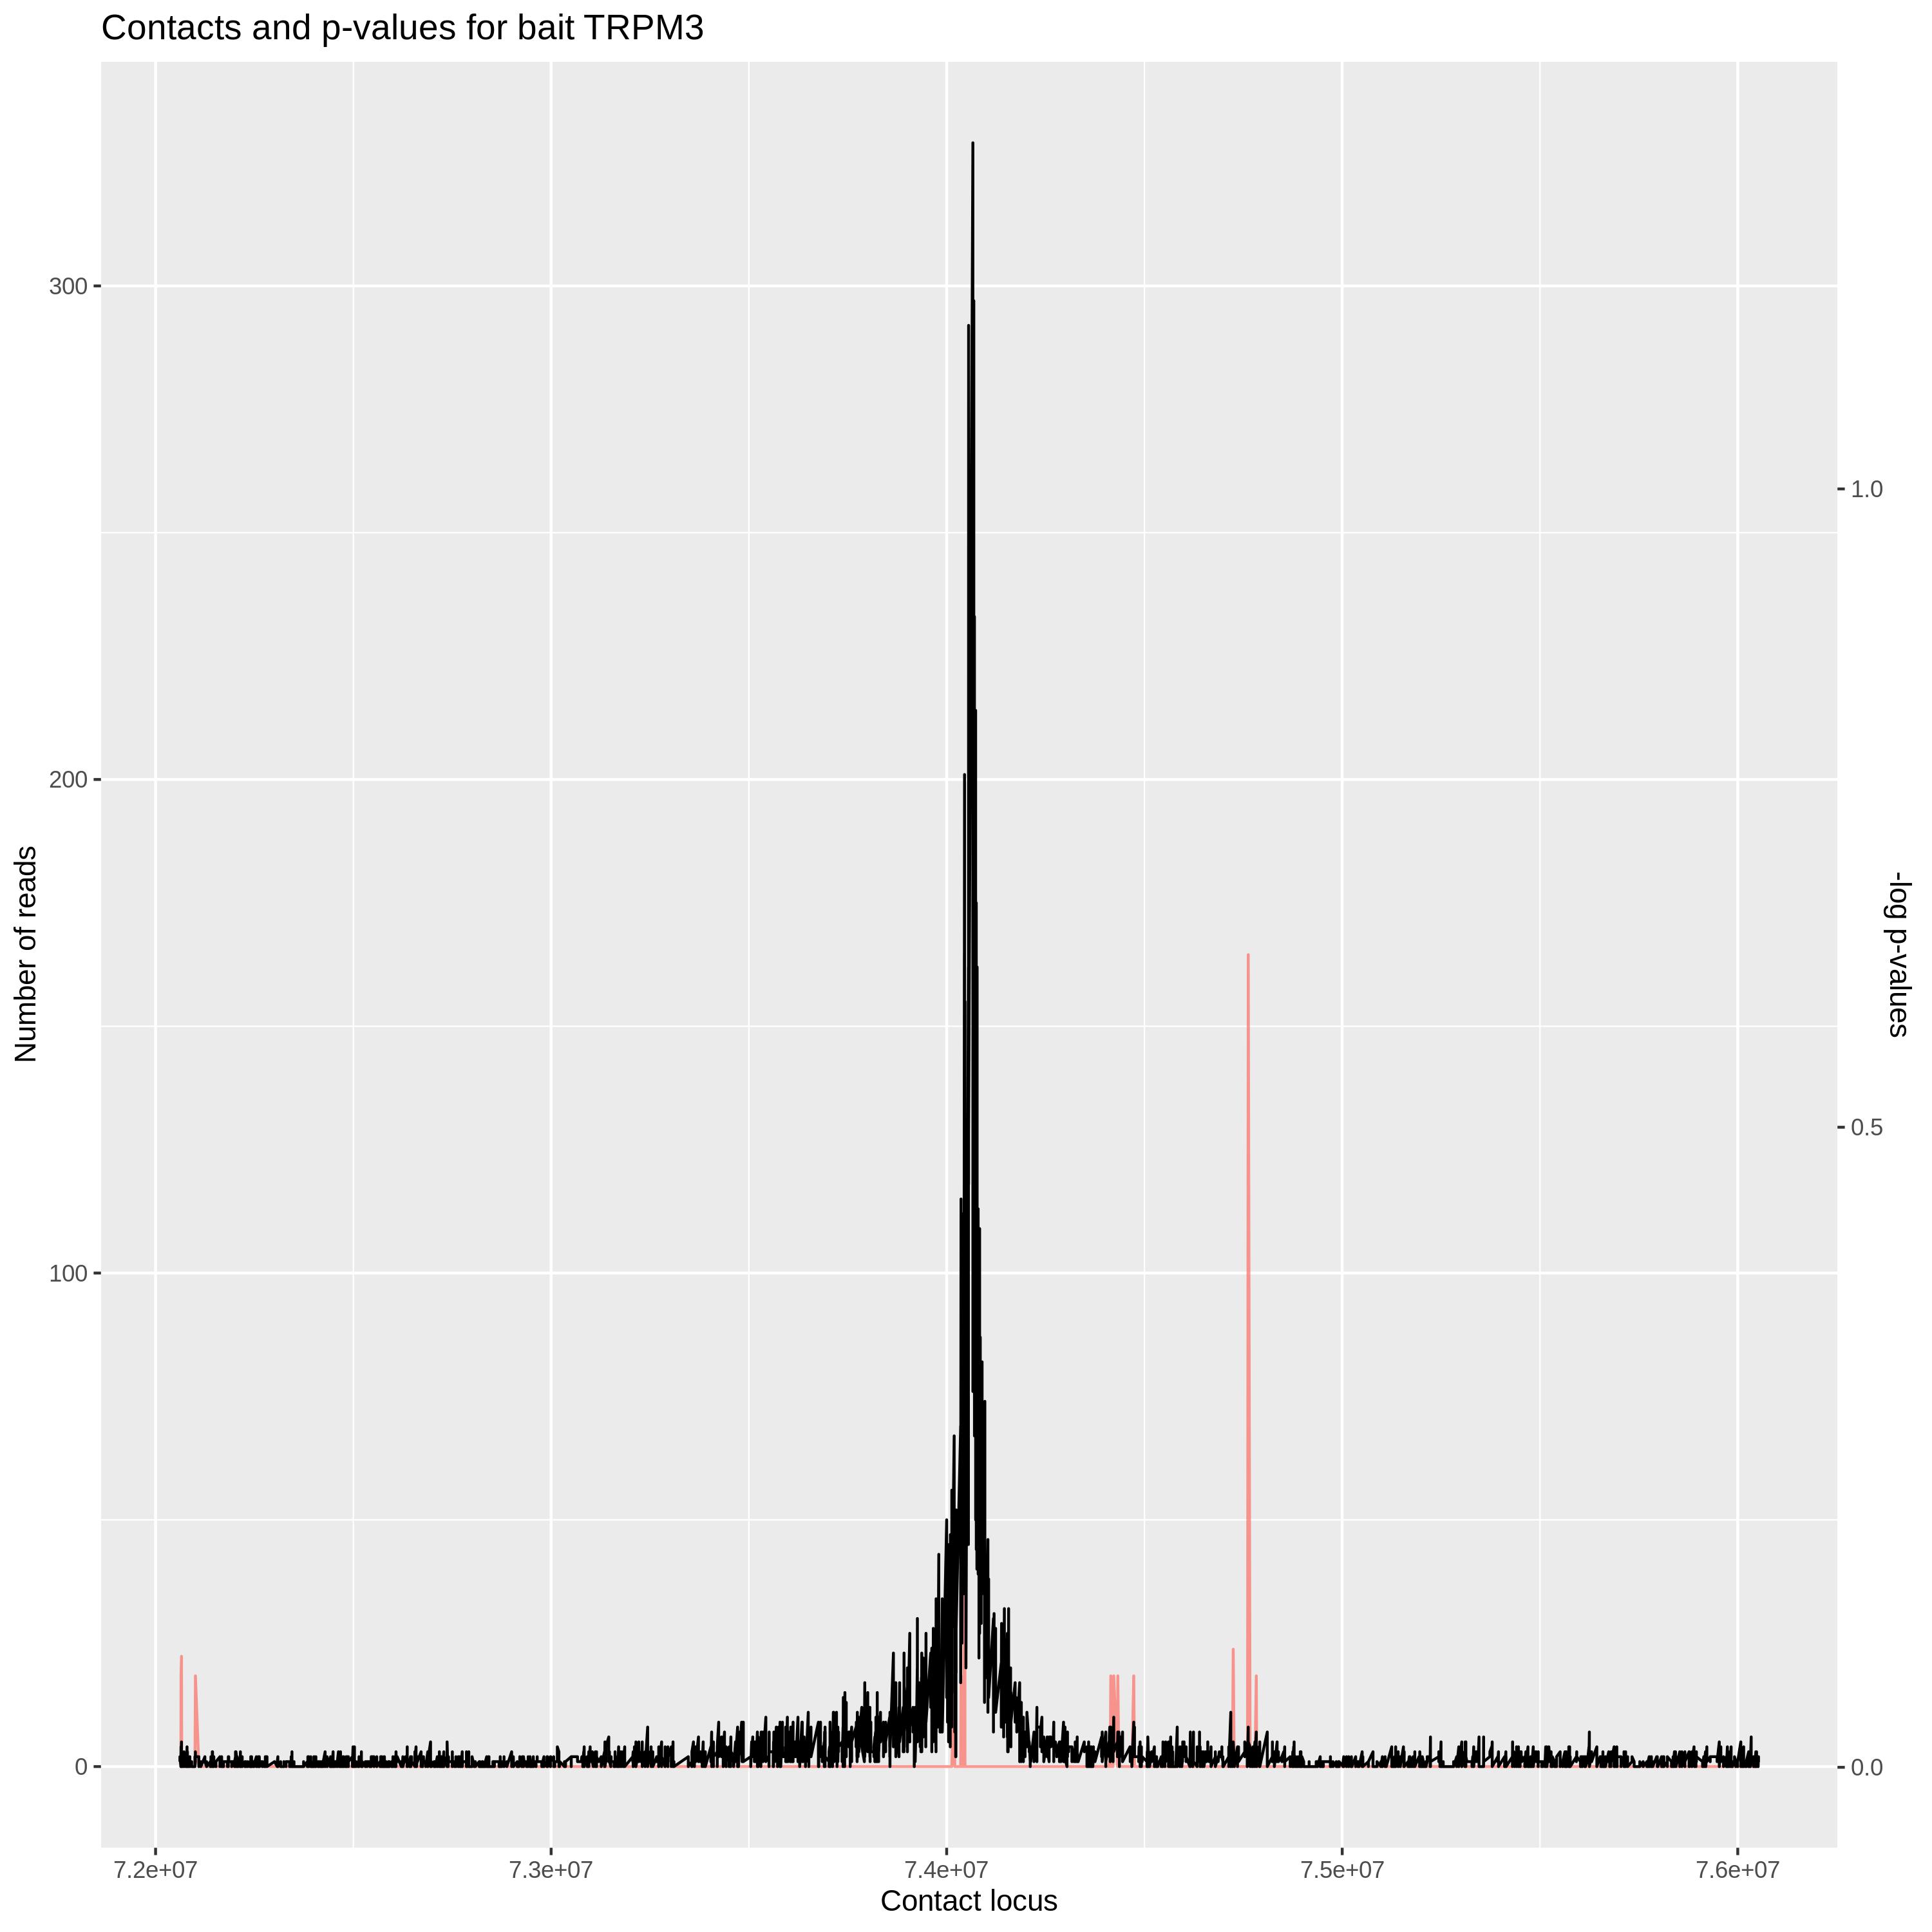 Contacts and p-values for bait TRPM3
300
200
100
0
Number of reads
1.0
0.5
0.0
-log p-values
7.2e+07 7.3e+07 7.4e+07 7.5e+07 7.6e+07
Contact locus